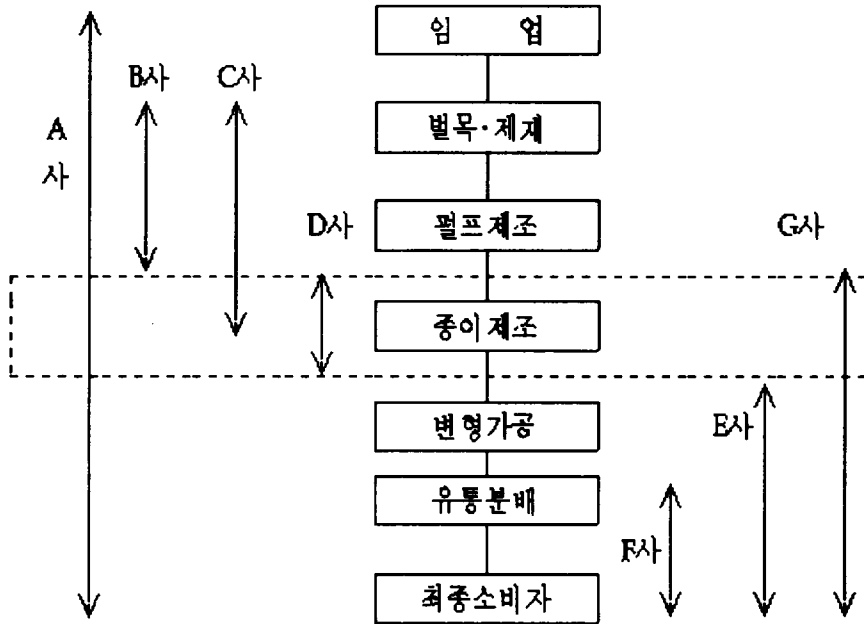 임 업
B사 C사
A
사
벌목·제재
D사
펄프제조
G사
종이제조
변형가공
E사
유통분배
F사
최종소비자